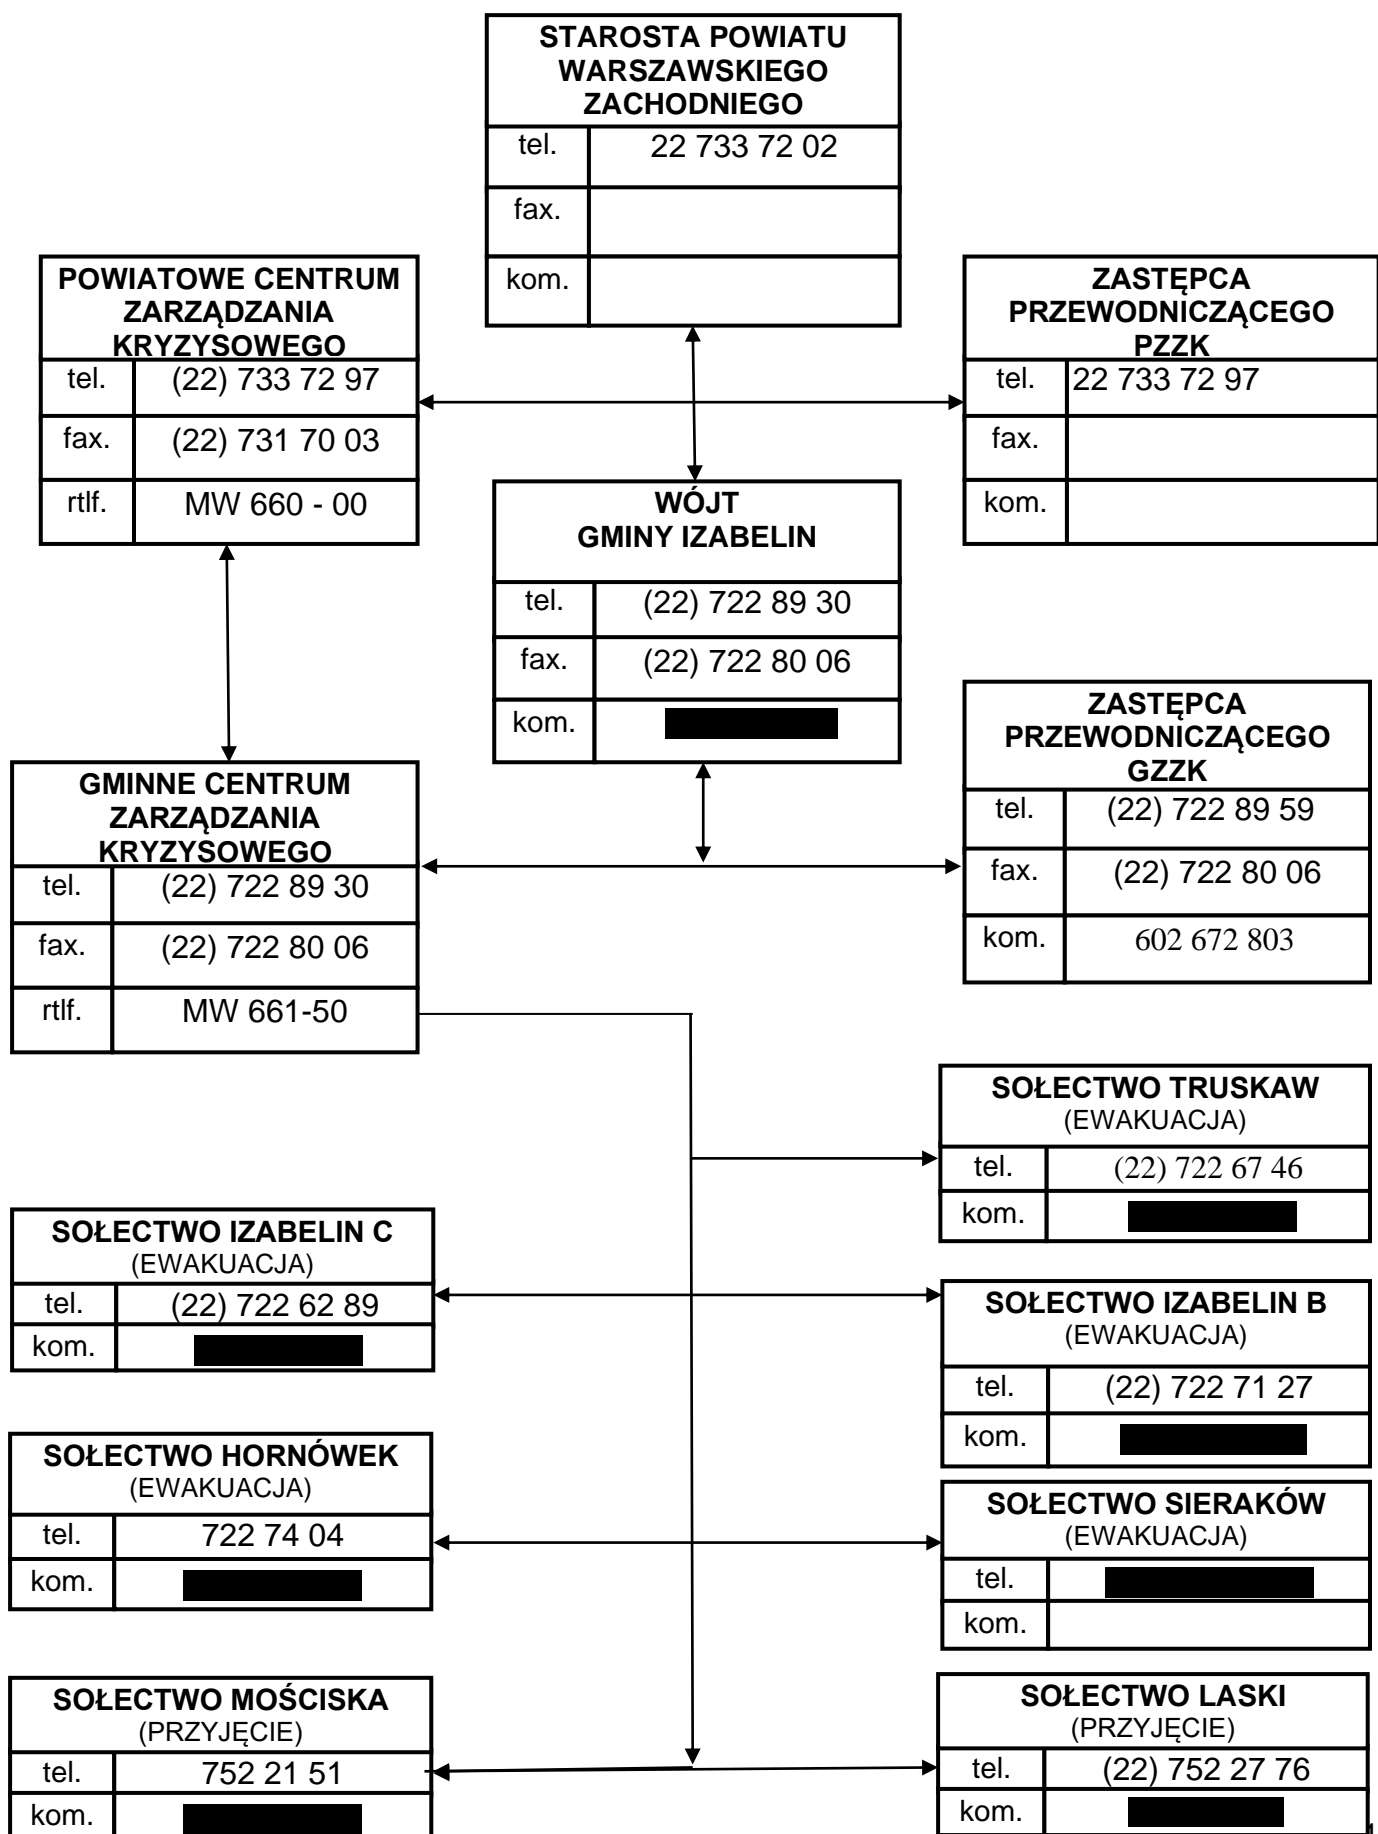 STAROSTA POWIATU
WARSZAWSKIEGO
ZACHODNIEGO
tel. 22 733 72 02
fax.
kom.
POWIATOWE CENTRUM
ZARZĄDZANIA
KRYZYSOWEGO
tel. (22) 733 72 97
fax. (22) 731 70 03
rtlf. MW 660 - 00
ZASTĘPCA
PRZEWODNICZĄCEGO
PZZK
tel. 22 733 72 97
fax.
kom.
WÓJT
GMINY IZABELIN
tel. (22) 722 89 30
fax. (22) 722 80 06
kom.
GMINNE CENTRUM
ZARZĄDZANIA
KRYZYSOWEGO
tel. (22) 722 89 30
fax. (22) 722 80 06
rtlf. MW 661-50
ZASTĘPCA
PRZEWODNICZĄCEGO
GZZK
tel. (22) 722 89 59
fax. (22) 722 80 06
kom. 602 672 803
SOŁECTWO TRUSKAW
(EWAKUACJA)
tel. (22) 722 67 46
kom.
SOŁECTWO IZABELIN C
(EWAKUACJA)
tel. (22) 722 62 89
kom.
SOŁECTWO IZABELIN B
(EWAKUACJA)
tel. (22) 722 71 27
kom.
SOŁECTWO HORNÓWEK
(EWAKUACJA)
tel. 722 74 04
kom.
SOŁECTWO SIERAKÓW
(EWAKUACJA)
tel.
kom.
SOŁECTWO MOŚCISKA
(PRZYJĘCIE)
tel. 752 21 51
kom.
SOŁECTWO LASKI
(PRZYJĘCIE)
tel. (22) 752 27 76
kom.